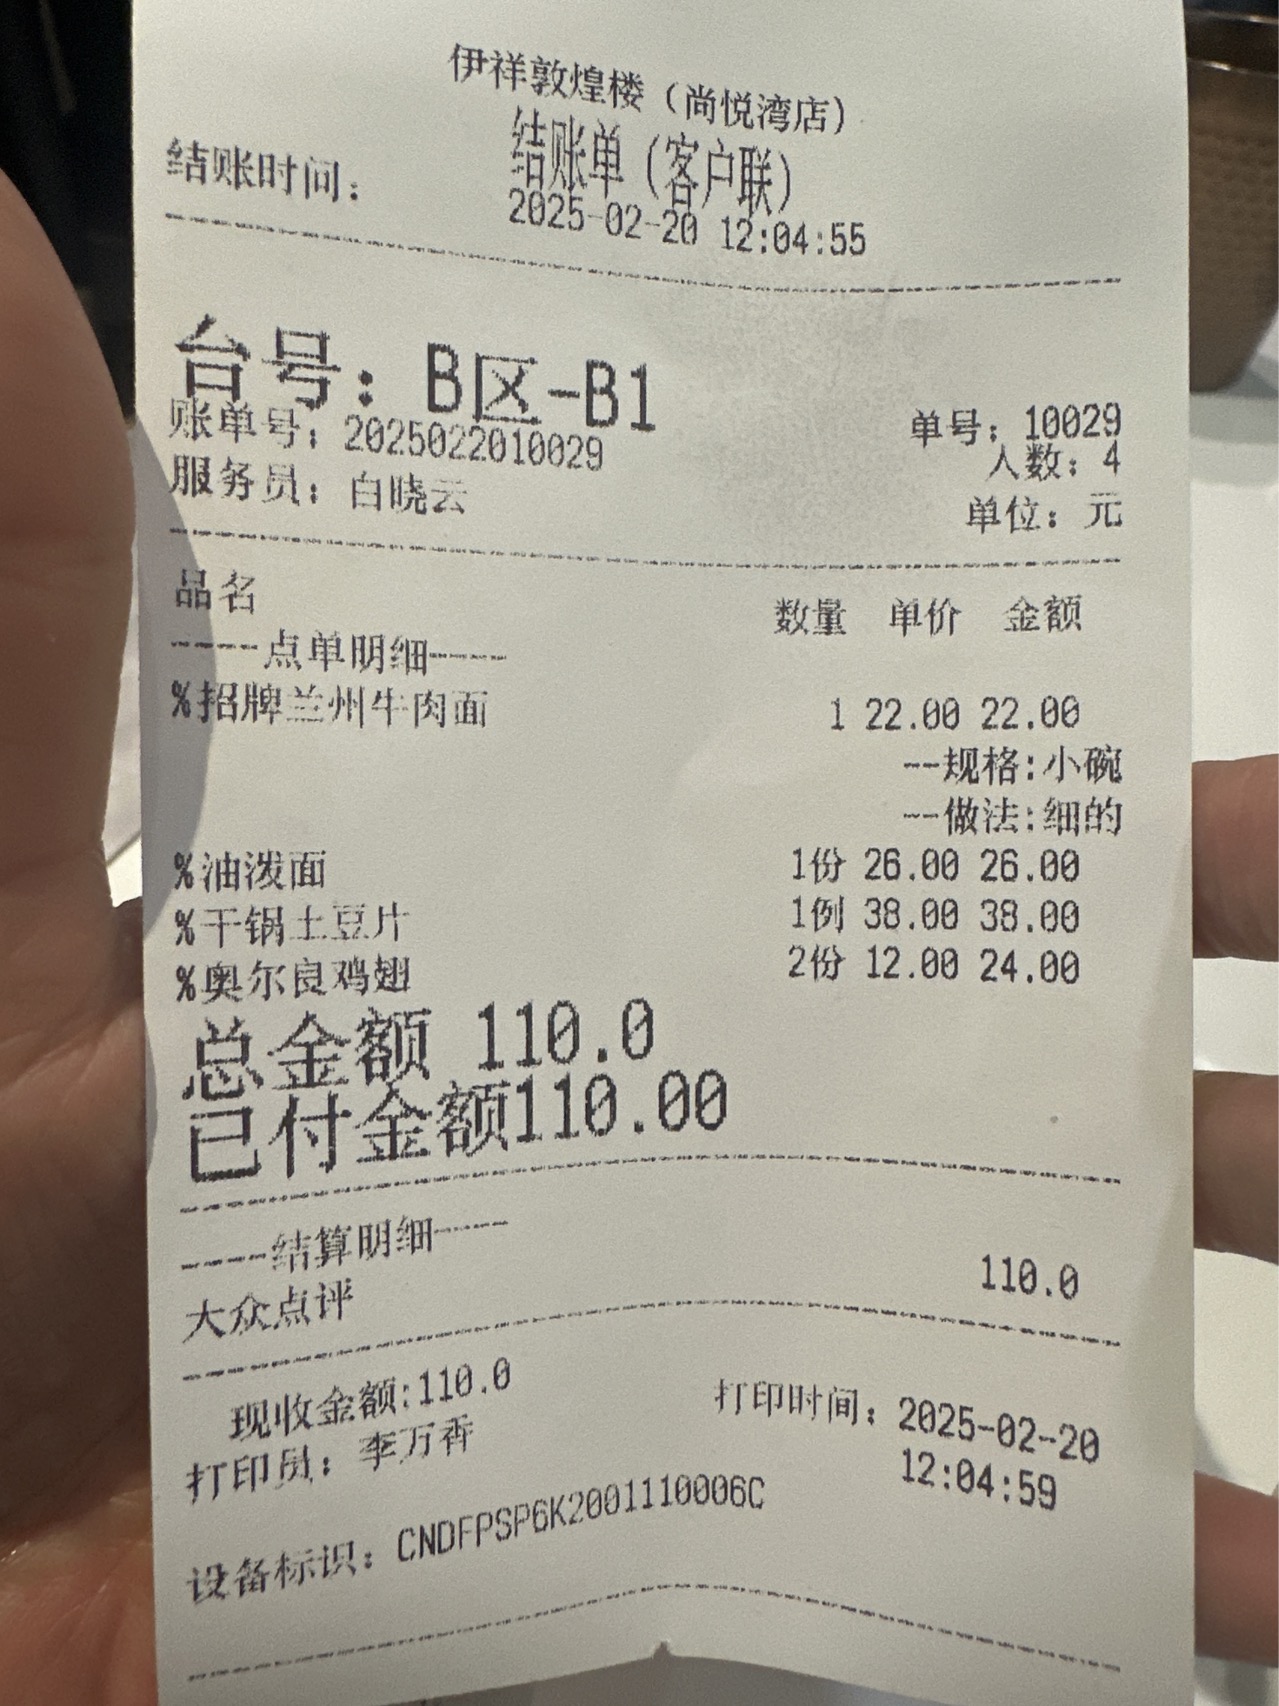 伊祥敦煌楼（尚悦湾店）
结账单（客户联）
结账时间： 2025-02-20 12:04:55
台号：B区-B1
账单号：2025022010029 单号：10029
人数：4
服务员：白晓云
单位：元
品名 数量 单价 金额
----点单明细----
%招牌兰州牛肉面 1 22.00 22.00
--规格:小碗
--做法:细的
%油泼面 1份 26.00 26.00
%干锅土豆片 1例 38.00 38.00
%奥尔良鸡翅 2份 12.00 24.00
总金额 110.0
已付金额110.00
----结算明细----
大众点评 110.0
现收金额:110.0
打印员：李万香 打印时间：2025-02-20
12:04:59
设备标识：CNDFPSP6K2001110006C